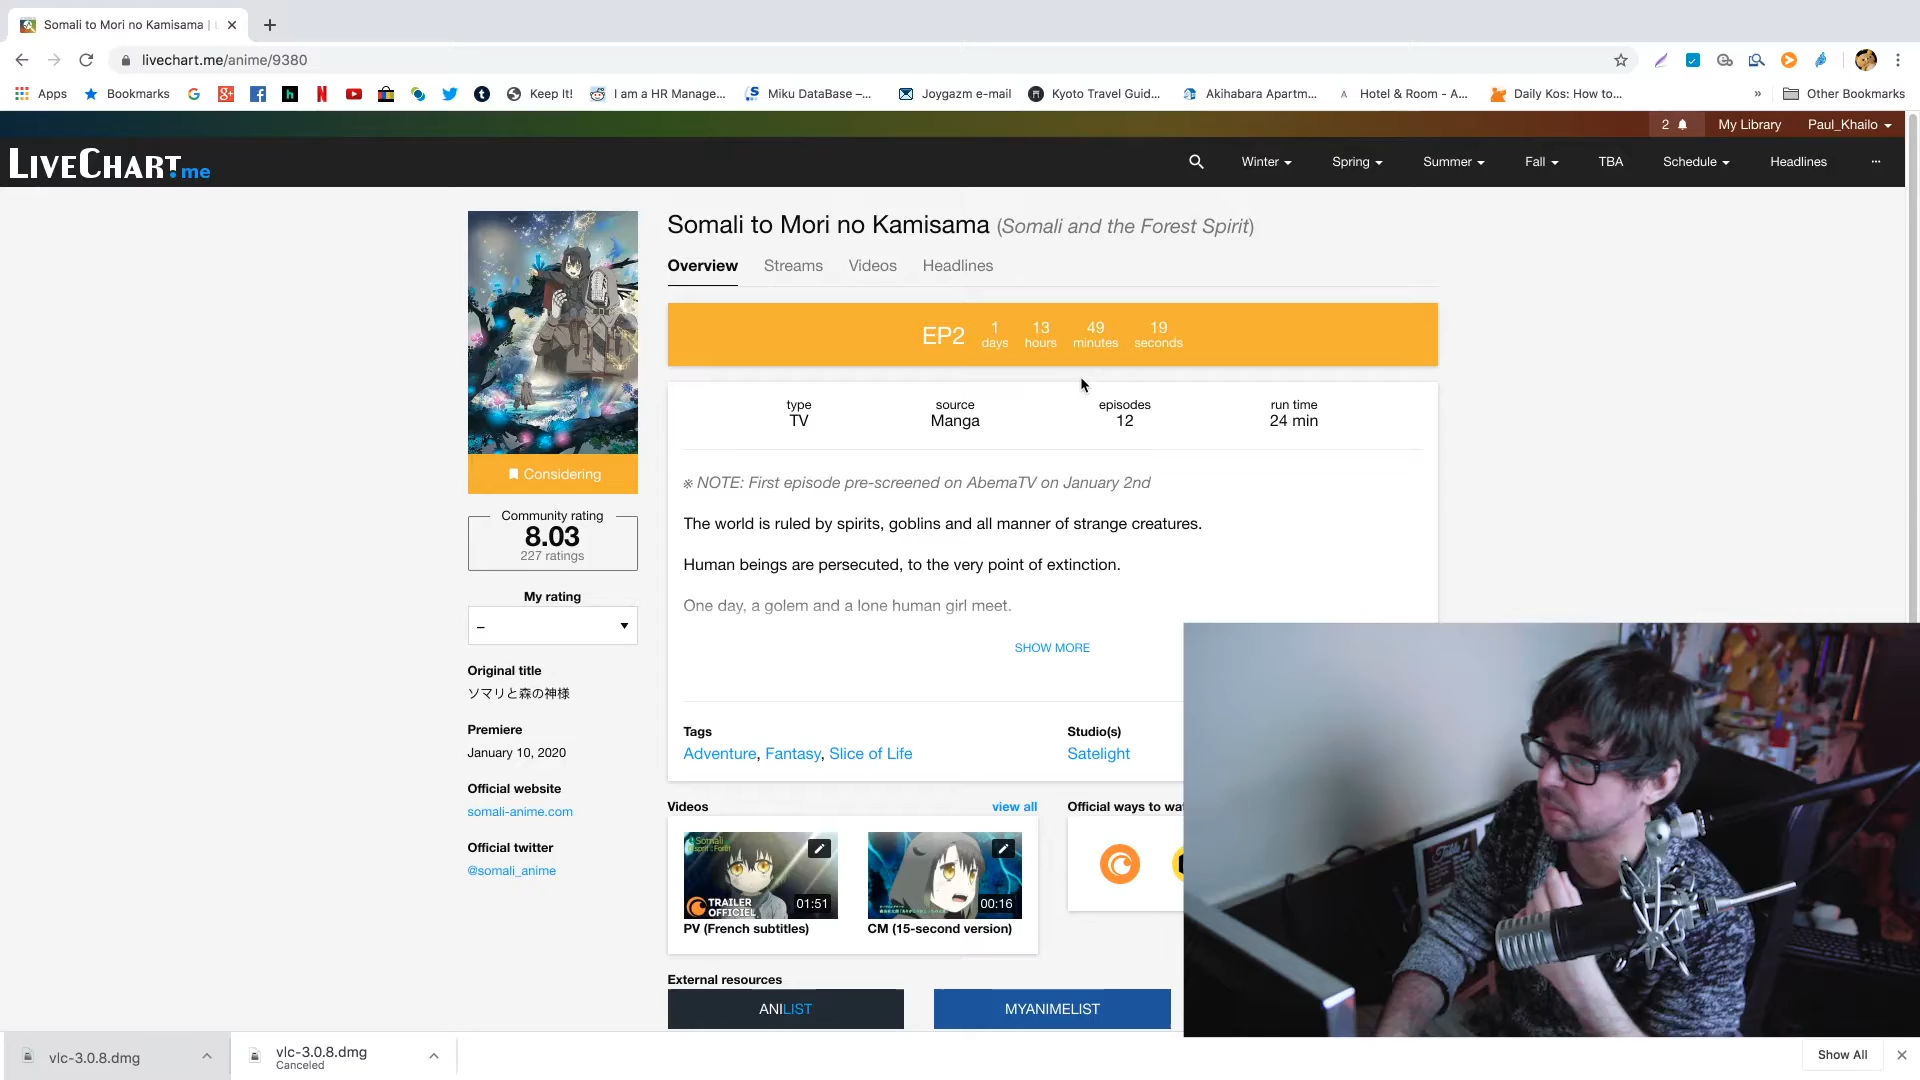 Somali to Mori no Kamisama |
livechart.me/anime/9380
Apps
Bookmarks
Keep It!
I am a HR Manage...
Miku DataBase –...
Joygazm e-mail
Kyoto Travel Guid...
Akihabara Apartm...
Hotel & Room - A...
Daily Kos: How to...
»
Other Bookmarks
2
My Library
Paul_Khailo
LIVECHART.me
Winter
Spring
Summer
Fall
TBA
Schedule
Headlines
...
Somali to Mori no Kamisama (Somali and the Forest Spirit)
Overview
Streams
Videos
Headlines
EP2
1 days
13 hours
49 minutes
19 seconds
type
TV
source
Manga
episodes
12
run time
24 min
※ NOTE: First episode pre-screened on AbemaTV on January 2nd
The world is ruled by spirits, goblins and all manner of strange creatures.
Human beings are persecuted, to the very point of extinction.
One day, a golem and a lone human girl meet.
SHOW MORE
Considering
Community rating
8.03
227 ratings
My rating
–
Original title
ソマリと森の神様
Premiere
January 10, 2020
Official website
somali-anime.com
Official twitter
@somali_anime
Tags
Adventure, Fantasy, Slice of Life
Studio(s)
Satelight
Videos
view all
TRAILER
OFFICIEL
01:51
PV (French subtitles)
00:16
CM (15-second version)
Official ways to wat
External resources
ANILIST
MYANIMELIST
vlc-3.0.8.dmg
vlc-3.0.8.dmg
Canceled
Show All